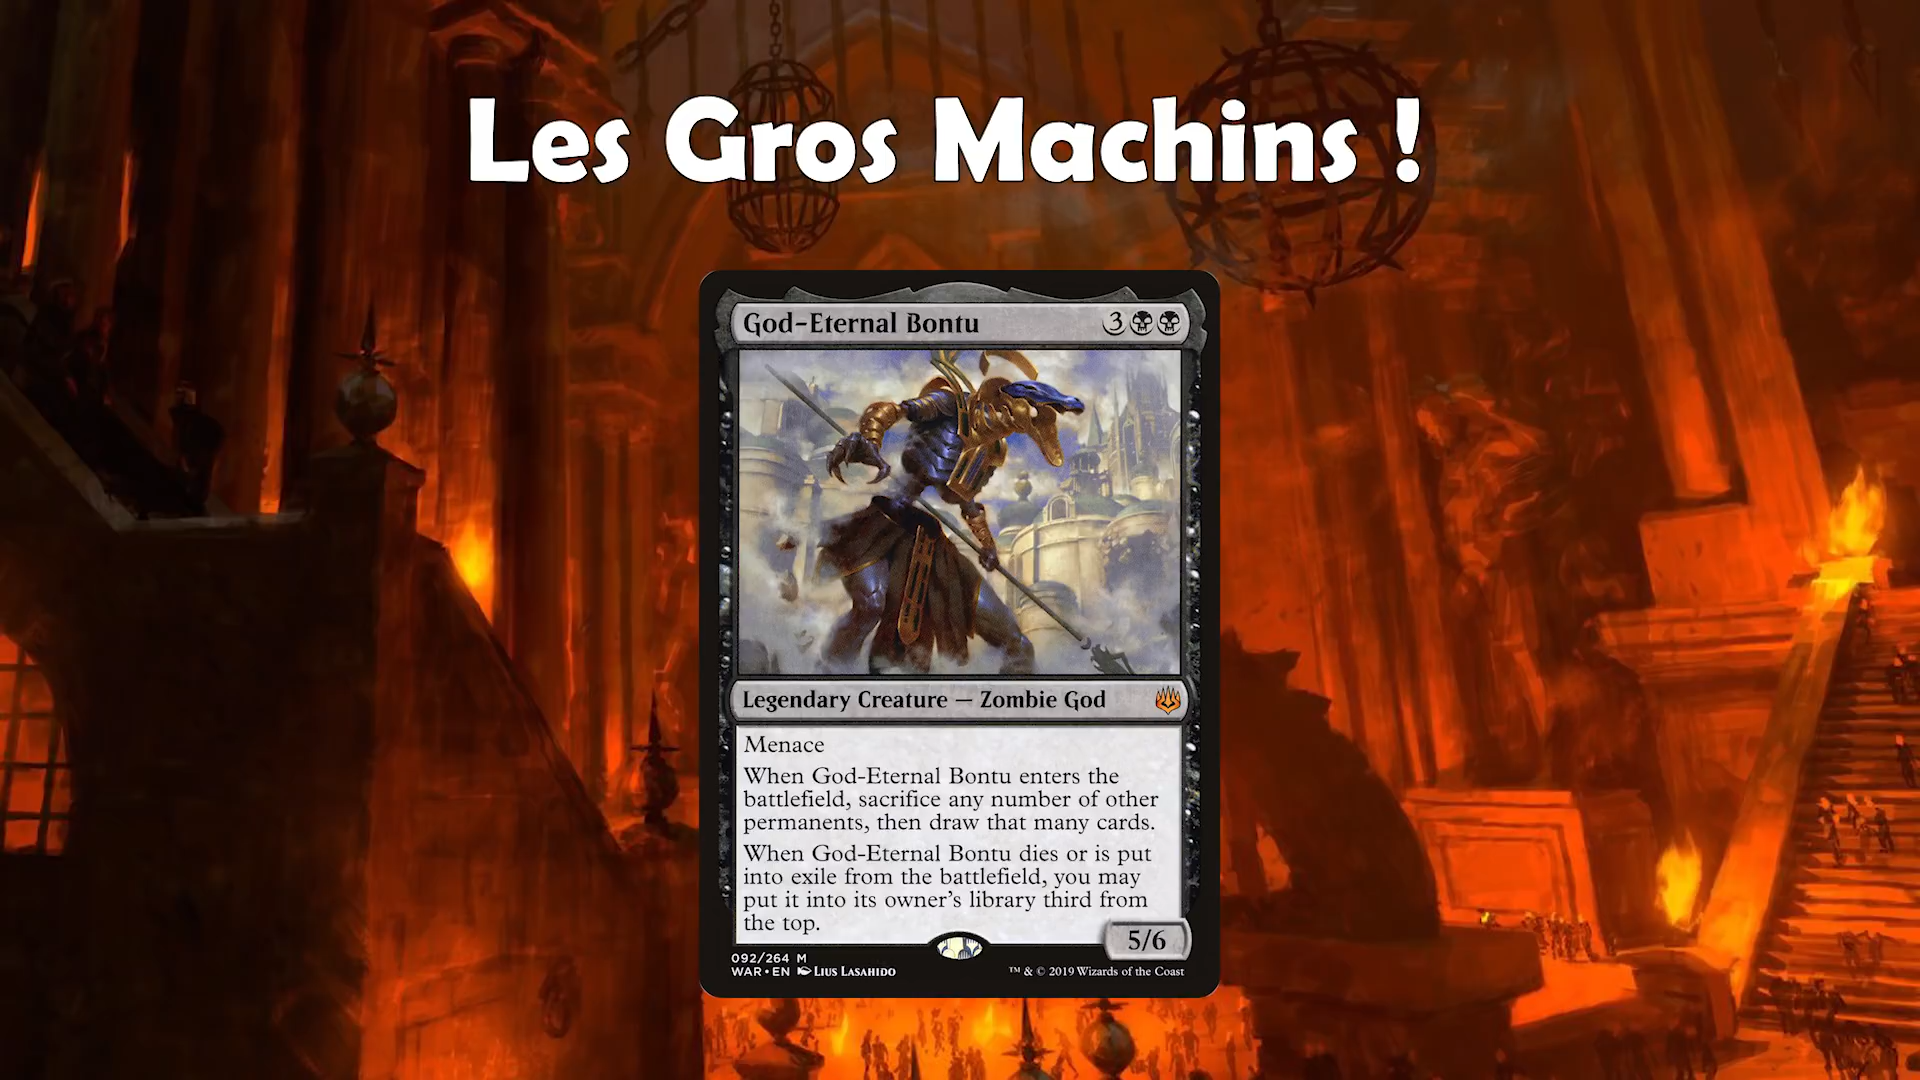 Les Gros Machins !
God-Eternal Bontu 3
Legendary Creature — Zombie God
Menace
When God-Eternal Bontu enters the
battlefield, sacrifice any number of other
permanents, then draw that many cards.
When God-Eternal Bontu dies or is put
into exile from the battlefield, you may
put it into its owner's library third from
the top.
5/6
092/264 M
WAR • EN Lius Lasahido
™ & © 2019 Wizards of the Coast